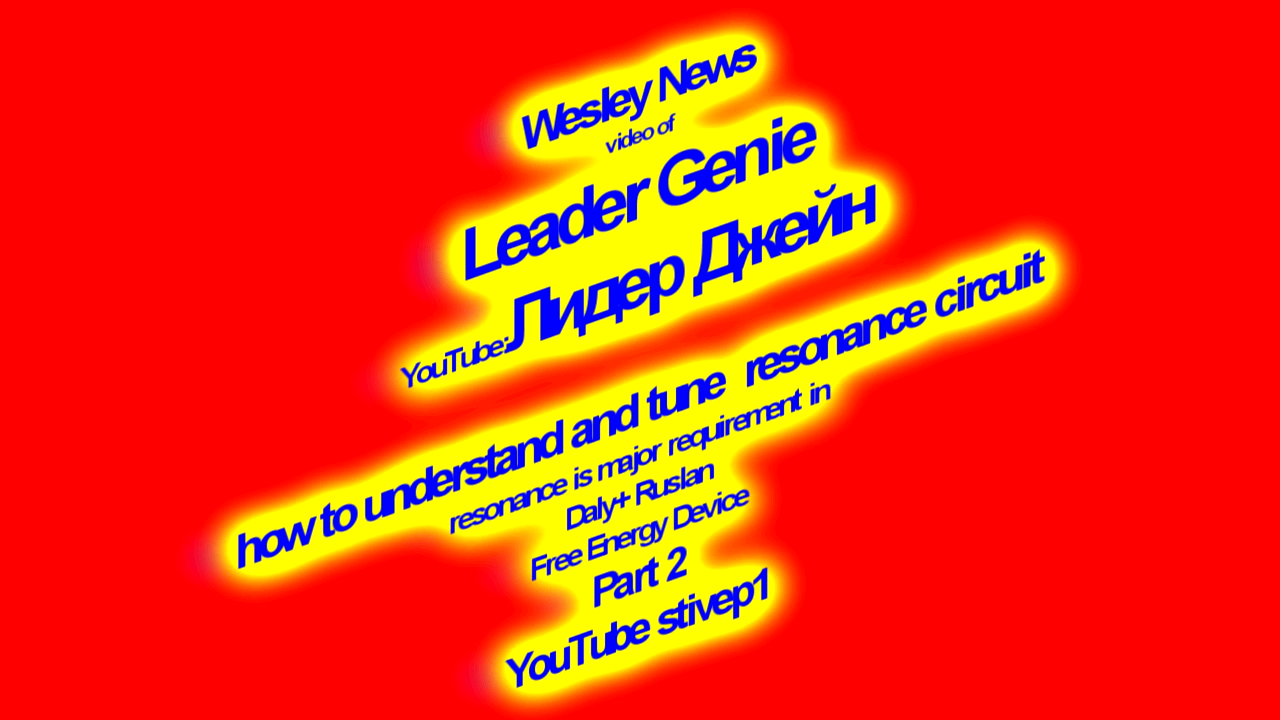 Wesley News
video of
Leader Genie
YouTube:Лидер Джейн
how to understand and tune resonance circuit
resonance is major requirement in
Daly+ Ruslan
Free Energy Device
Part 2
YouTube stivep1